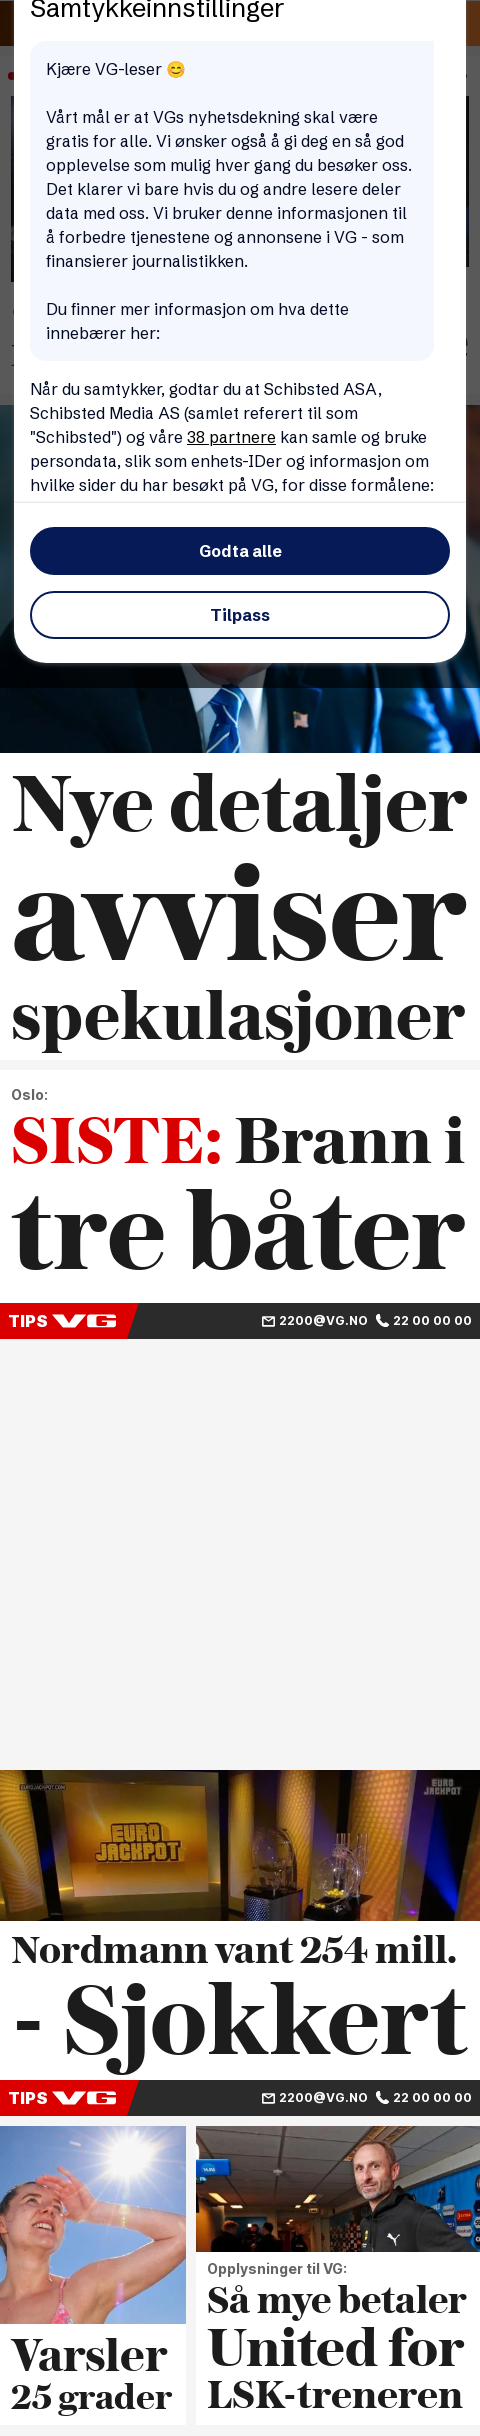 Samtykkeinnstillinger
Kjære VG-leser 😊
Vårt mål er at VGs nyhetsdekning skal være
gratis for alle. Vi ønsker også å gi deg en så god
opplevelse som mulig hver gang du besøker oss.
Det klarer vi bare hvis du og andre lesere deler
data med oss. Vi bruker denne informasjonen til
å forbedre tjenestene og annonsene i VG - som
finansierer journalistikken.
Du finner mer informasjon om hva dette
innebærer her:
Når du samtykker, godtar du at Schibsted ASA,
Schibsted Media AS (samlet referert til som
"Schibsted") og våre 38 partnere kan samle og bruke
persondata, slik som enhets-IDer og informasjon om
hvilke sider du har besøkt på VG, for disse formålene:
Godta alle
Tilpass
Nye detaljer
avviser
spekulasjoner
Oslo:
SISTE: Brann i
tre båter
TIPS VG 2200@VG.NO 22 00 00 00
EUROJACKPOT.COM
EURO
JACKPOT
EURO
JACKPOT
Nordmann vant 254 mill.
- Sjokkert
TIPS VG 2200@VG.NO 22 00 00 00
Opplysninger til VG:
Så mye betaler
United for
LSK-treneren
Varsler
25 grader